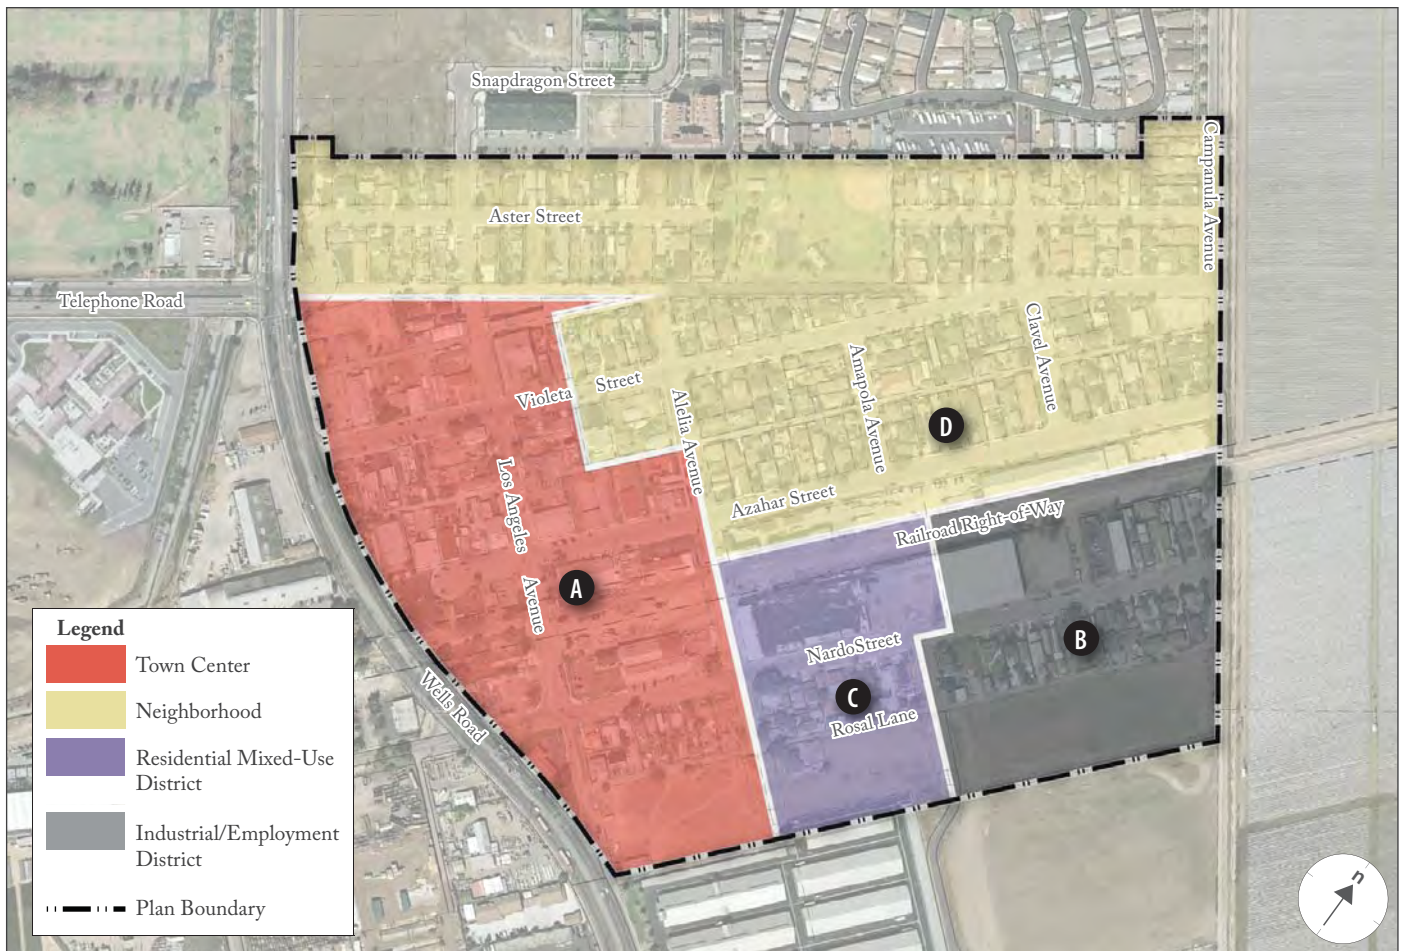 Snapdragon Street
Campanula Avenue
Aster Street
Telephone Road
Clavel Avenue
Amapola Avenue
Violeta Street
Alelia Avenue
D
Los Angeles Avenue
Azahar Street
Railroad Right-of-Way
A
B
NardoStreet
C
Rosal Lane
Wells Road
Legend
Town Center
Neighborhood
Residential Mixed-Use
District
Industrial/Employment
District
Plan Boundary
n